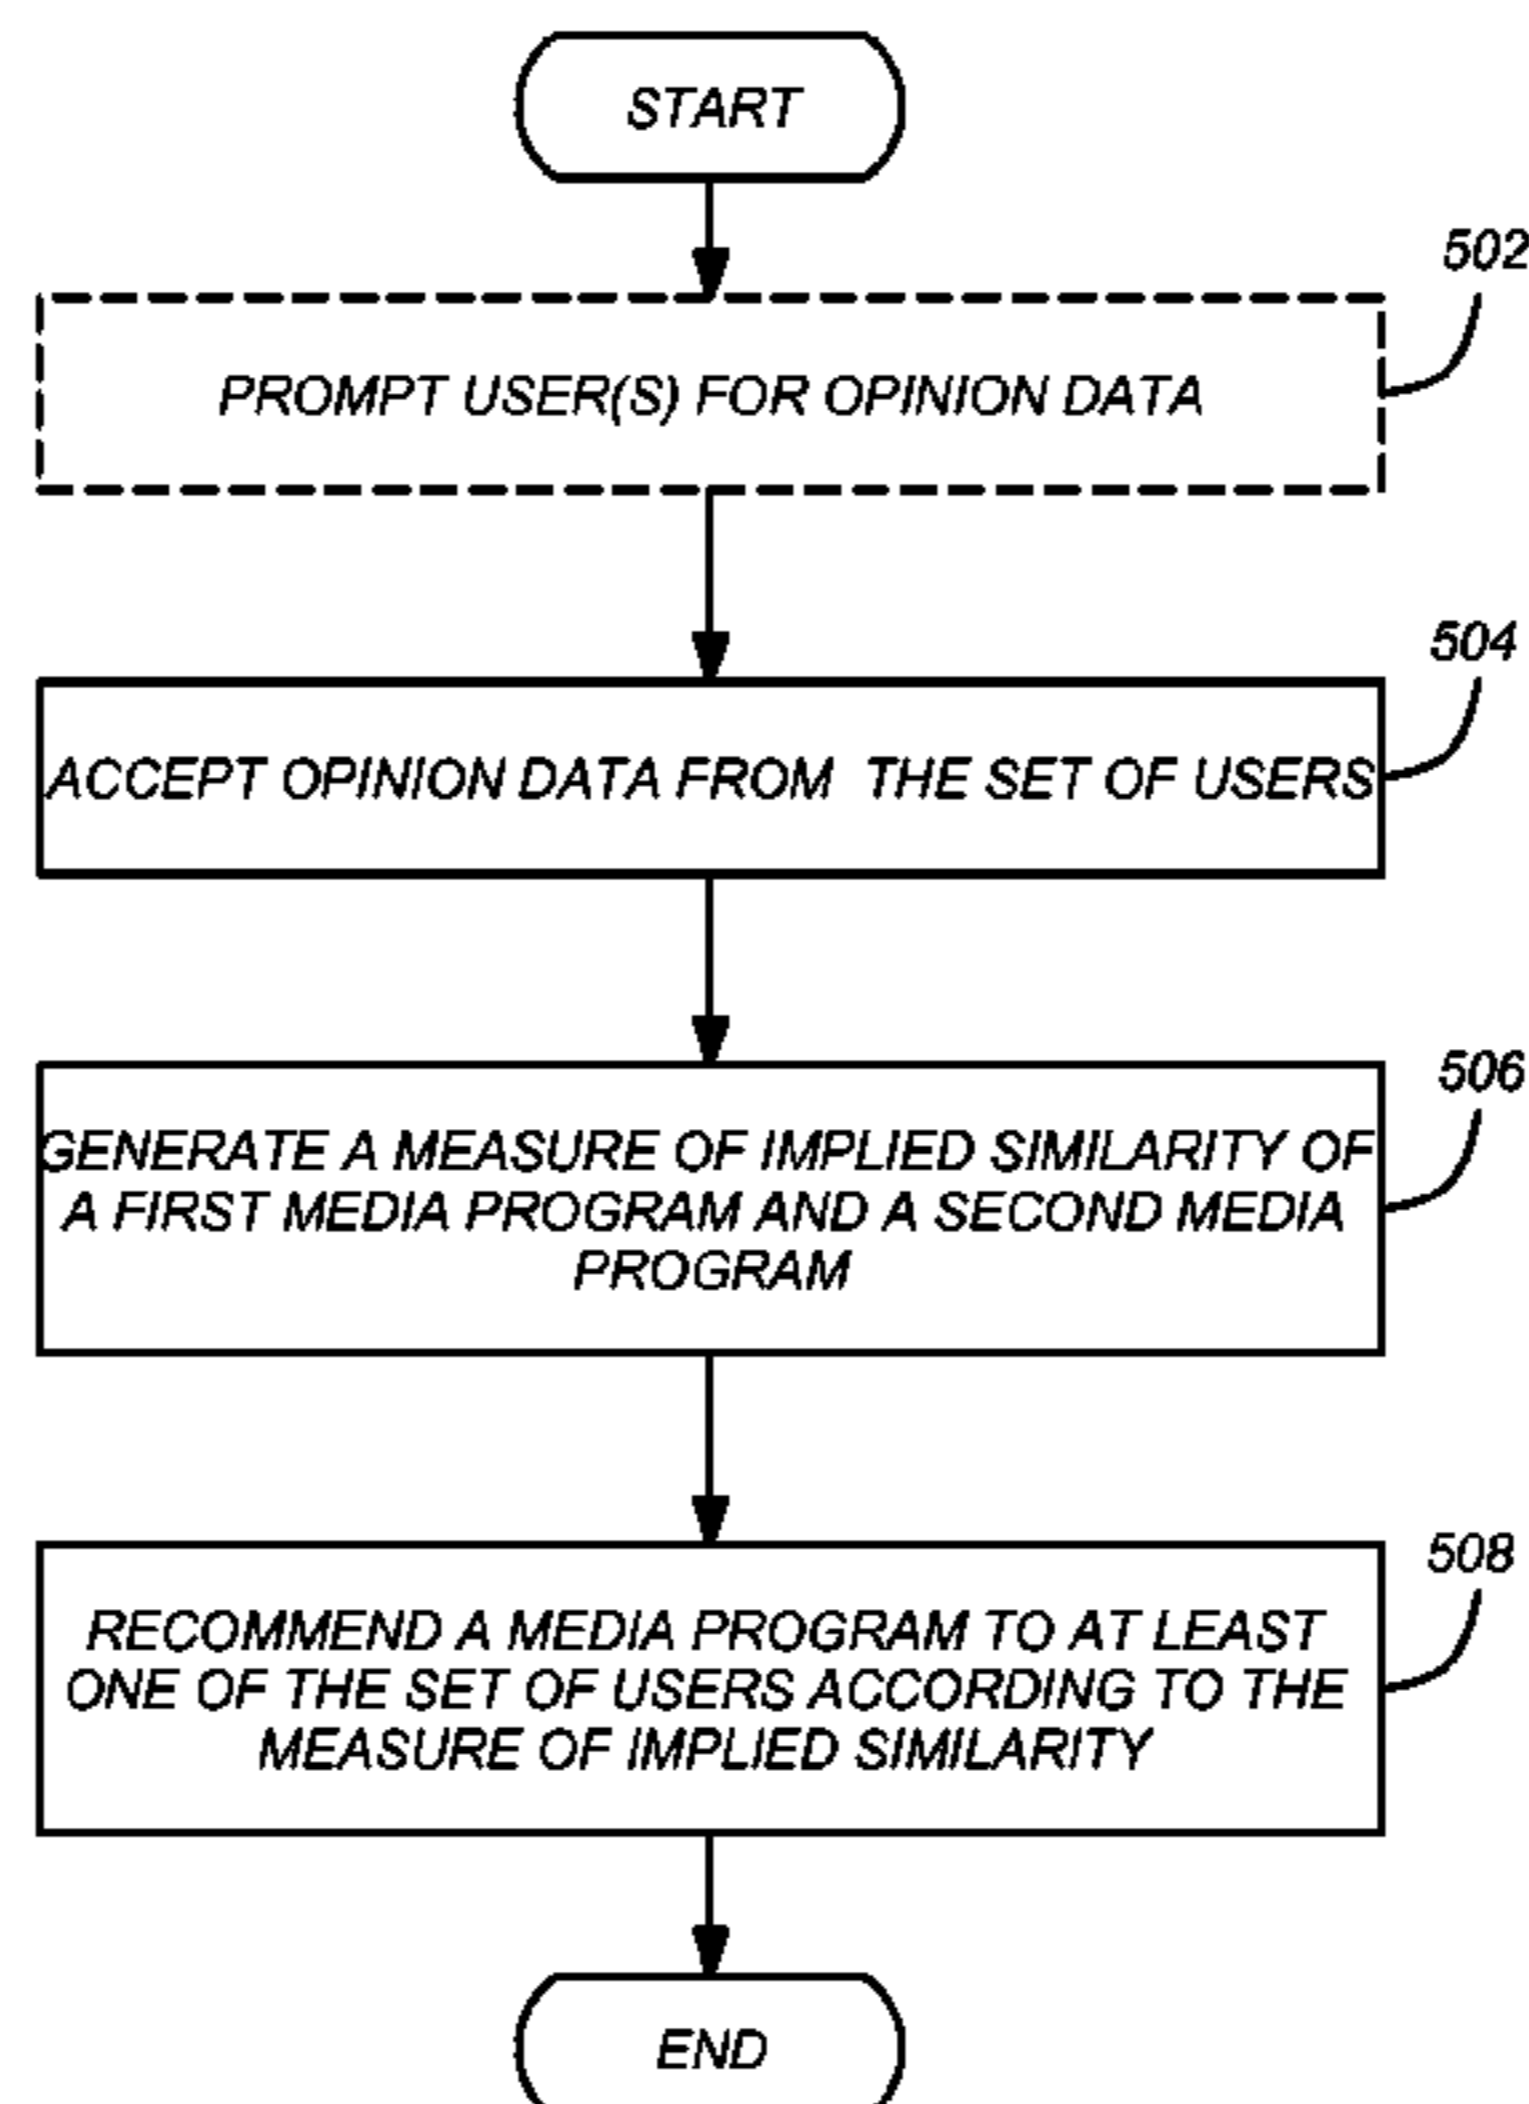 START
502
PROMPT USER(S) FOR OPINION DATA
504
ACCEPT OPINION DATA FROM THE SET OF USERS
506
GENERATE A MEASURE OF IMPLIED SIMILARITY OF
A FIRST MEDIA PROGRAM AND A SECOND MEDIA
PROGRAM
508
RECOMMEND A MEDIA PROGRAM TO AT LEAST
ONE OF THE SET OF USERS ACCORDING TO THE
MEASURE OF IMPLIED SIMILARITY
END